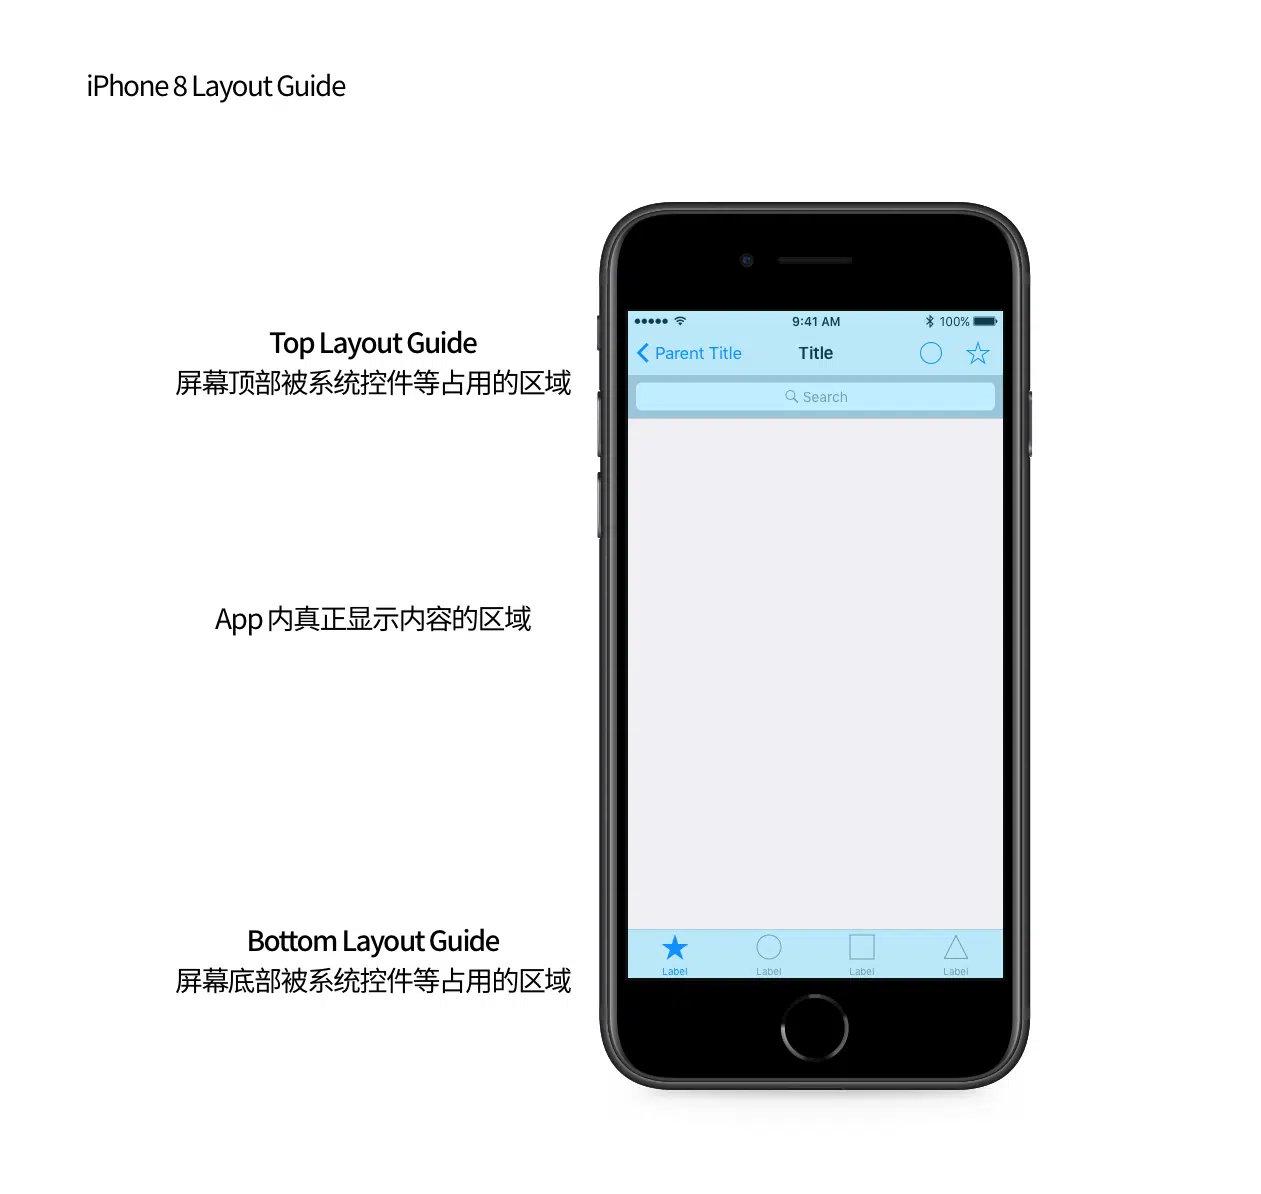 iPhone 8 Layout Guide
Top Layout Guide
屏幕顶部被系统控件等占用的区域
App 内真正显示内容的区域
Bottom Layout Guide
屏幕底部被系统控件等占用的区域
9:41 AM 100%
Parent Title Title
Search
Label Label Label Label